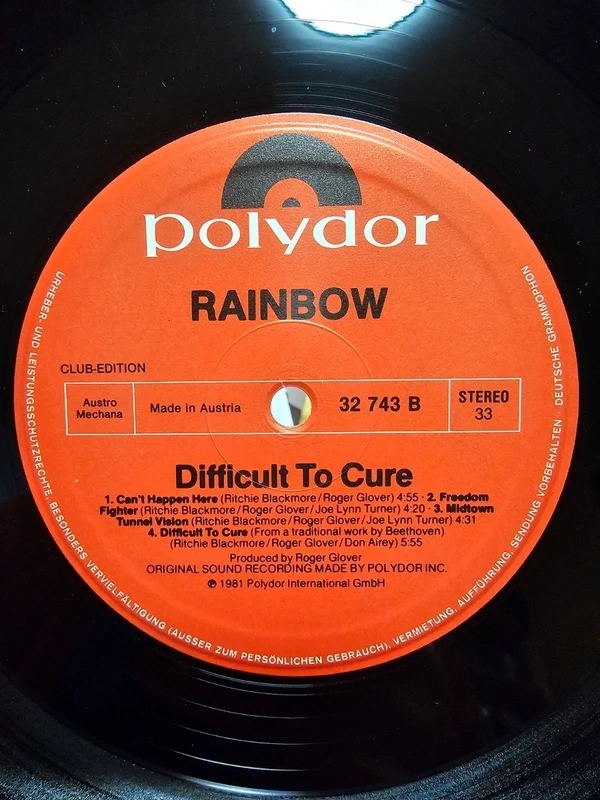 polydor
RAINBOW
CLUB-EDITION
Austro
Mechana
Made in Austria
32 743 B
STEREO
33
Difficult To Cure
1. Can't Happen Here (Ritchie Blackmore/Roger Glover) 4:55 · 2. Freedom
Fighter (Ritchie Blackmore/Roger Glover/Joe Lynn Turner) 4:20 · 3. Midtown
Tunnel Vision (Ritchie Blackmore/Roger Glover/Joe Lynn Turner) 4:31
4. Difficult To Cure (From a traditional work by Beethoven)
(Ritchie Blackmore/Roger Glover/Don Airey) 5:55
Produced by Roger Glover
ORIGINAL SOUND RECORDING MADE BY POLYDOR INC.
℗ 1981 Polydor International GmbH
URHEBER- UND LEISTUNGSSCHUTZRECHTE, BESONDERS VERVIELFÄLTIGUNG (AUSSER ZUM PERSÖNLICHEN GEBRAUCH), VERMIETUNG, AUFFÜHRUNG, SENDUNG VORBEHALTEN · DEUTSCHE GRAMMOPHON